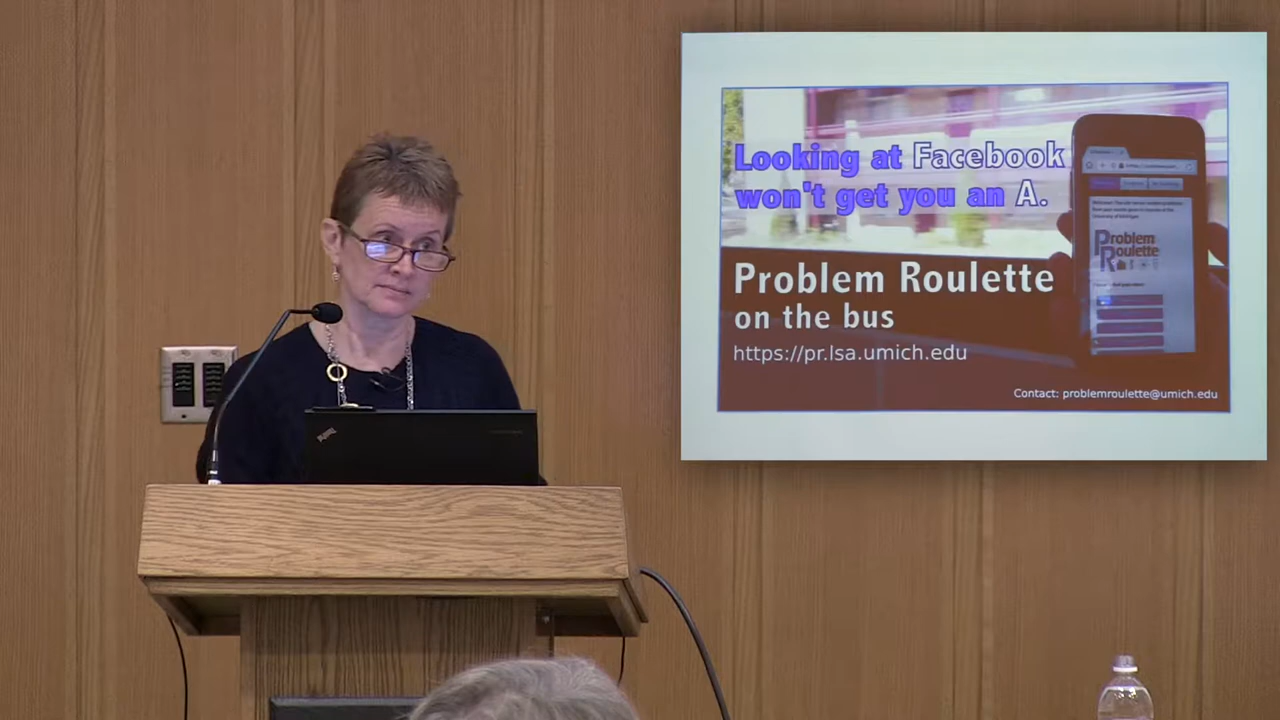 Looking at Facebook
won't get you an A.
Problem Roulette
on the bus
https://pr.lsa.umich.edu
Contact: problemroulette@umich.edu
Problem
Roulette